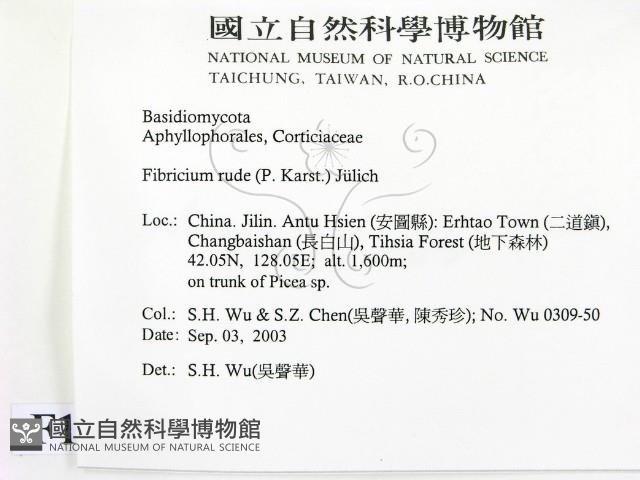 國立自然科學博物館
NATIONAL MUSEUM OF NATURAL SCIENCE
TAICHUNG, TAIWAN, R.O.CHINA
Basidiomycota
Aphyllophorales, Corticiaceae
Fibricium rude (P. Karst.) Jülich
Loc.: China. Jilin. Antu Hsien (安圖縣): Erhtao Town (二道鎮),
Changbaishan (長白山), Tihsia Forest (地下森林)
42.05N, 128.05E; alt. 1,600m;
on trunk of Picea sp.
Col.: S.H. Wu & S.Z. Chen(吳聲華, 陳秀珍); No. Wu 0309-50
Date: Sep. 03, 2003
Det.: S.H. Wu(吳聲華)
國立自然科學博物館
NATIONAL MUSEUM OF NATURAL SCIENCE